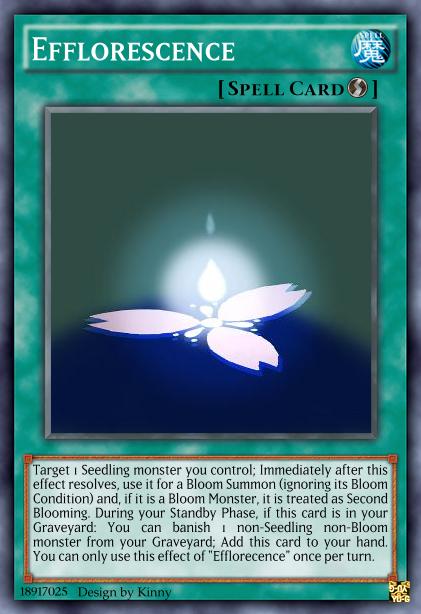 EFFLORESCENCE
SPELL
魔
[SPELL CARD]
Target 1 Seedling monster you control; Immediately after this
effect resolves, use it for a Bloom Summon (ignoring its Bloom
Condition) and, if it is a Bloom Monster, it is treated as Second
Blooming. During your Standby Phase, if this card is in your
Graveyard: You can banish 1 non-Seedling non-Bloom
monster from your Graveyard; Add this card to your hand.
You can only use this effect of "Efflorecence" once per turn.
18917025 Design by Kinny